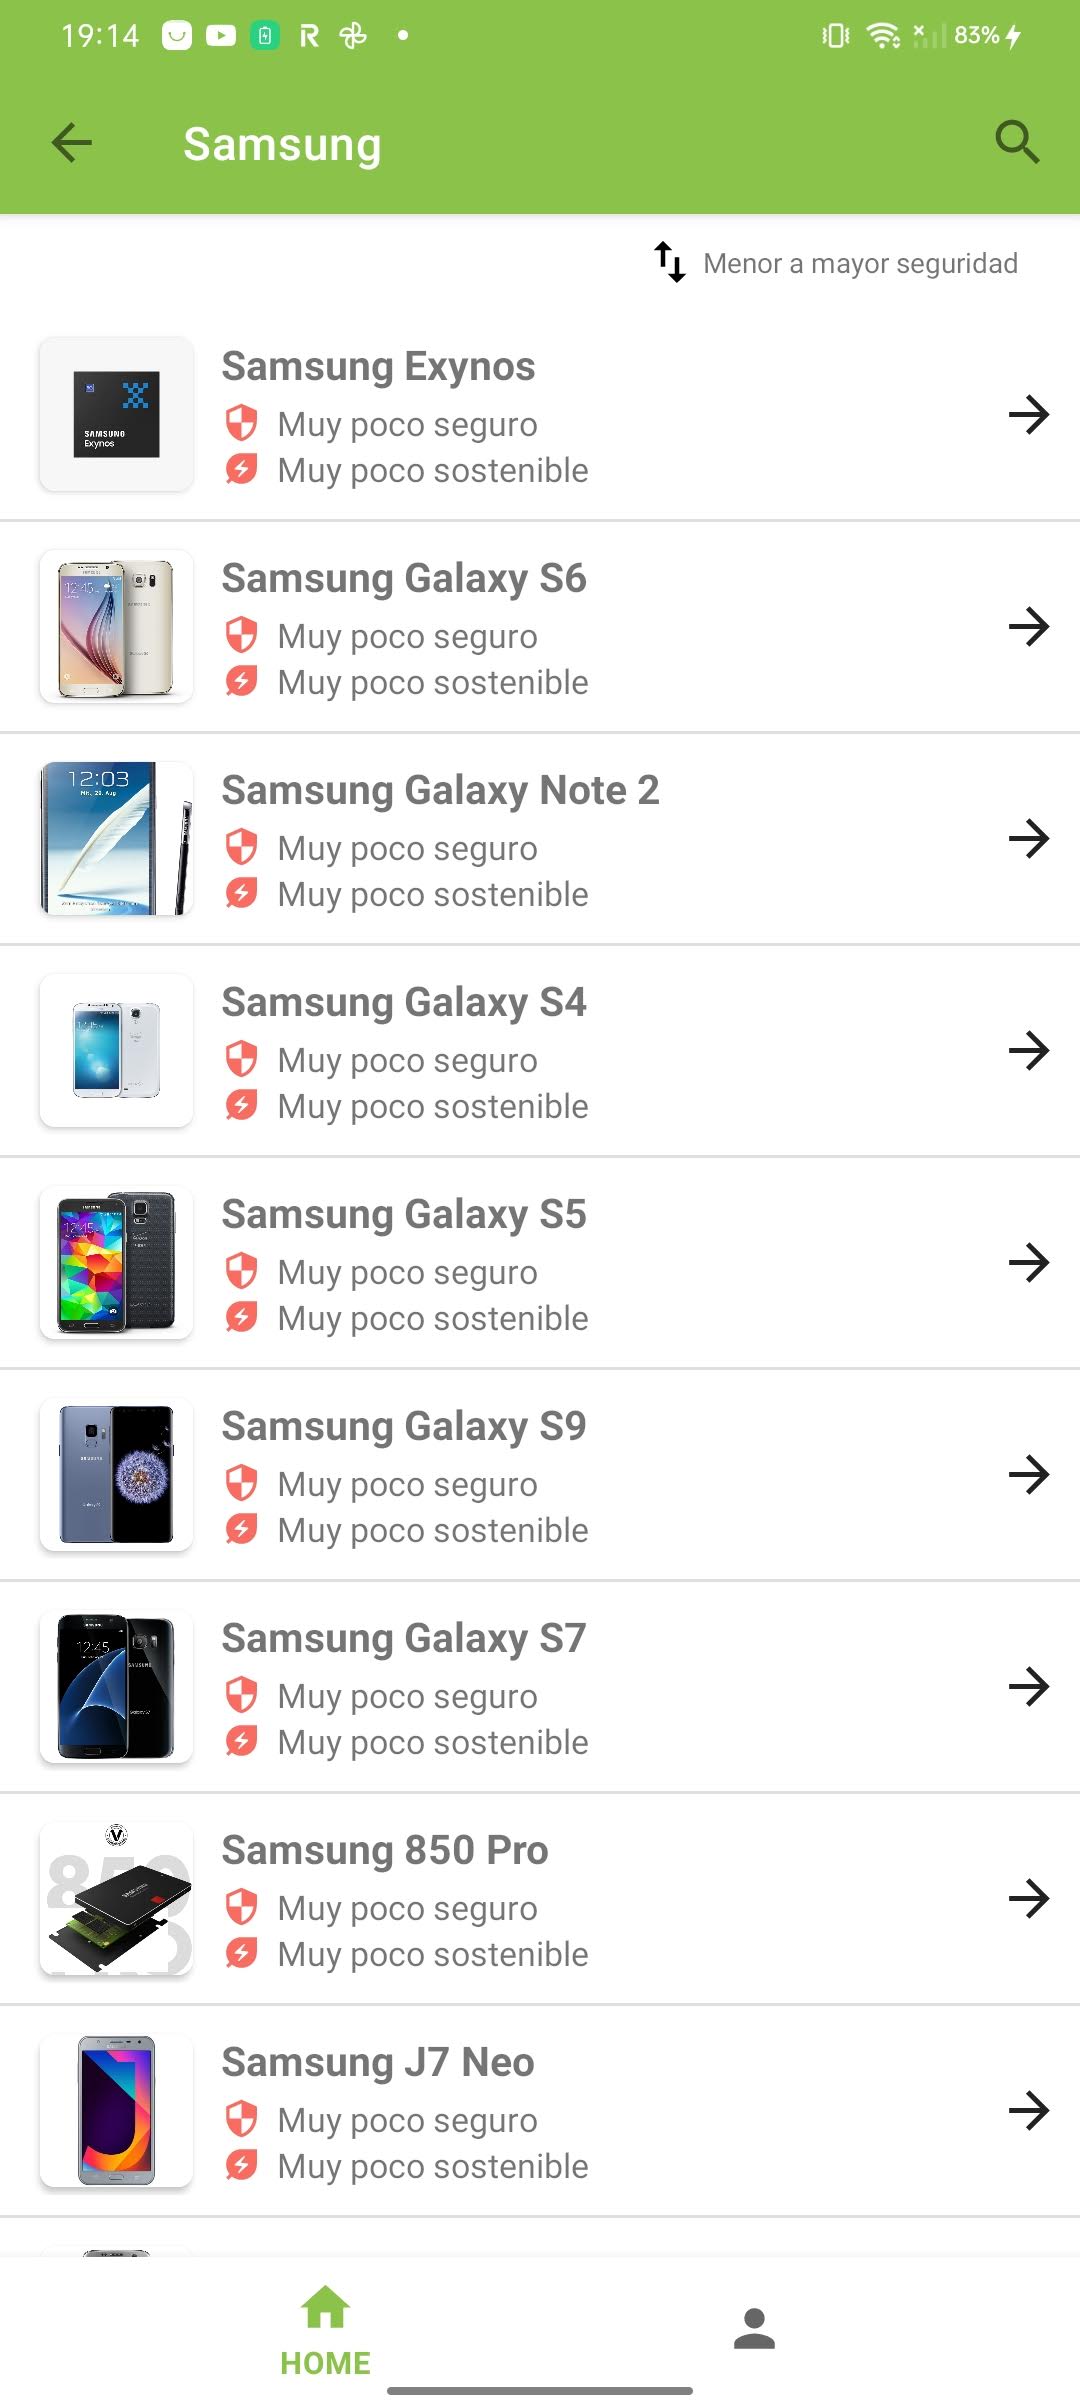 19:14
83%
Samsung
Menor a mayor seguridad
SAMSUNG
Exynos
Samsung Exynos
Muy poco seguro
Muy poco sostenible
12:45
Samsung Galaxy S6
Muy poco seguro
Muy poco sostenible
12:03
Samsung Galaxy Note 2
Muy poco seguro
Muy poco sostenible
Samsung Galaxy S4
Muy poco seguro
Muy poco sostenible
12:45
Samsung Galaxy S5
Muy poco seguro
Muy poco sostenible
SAMSUNG
Samsung Galaxy S9
Muy poco seguro
Muy poco sostenible
12:45
SAMSUNG
Samsung Galaxy S7
Muy poco seguro
Muy poco sostenible
V
850
Samsung 850 Pro
Muy poco seguro
Muy poco sostenible
Samsung J7 Neo
Muy poco seguro
Muy poco sostenible
HOME